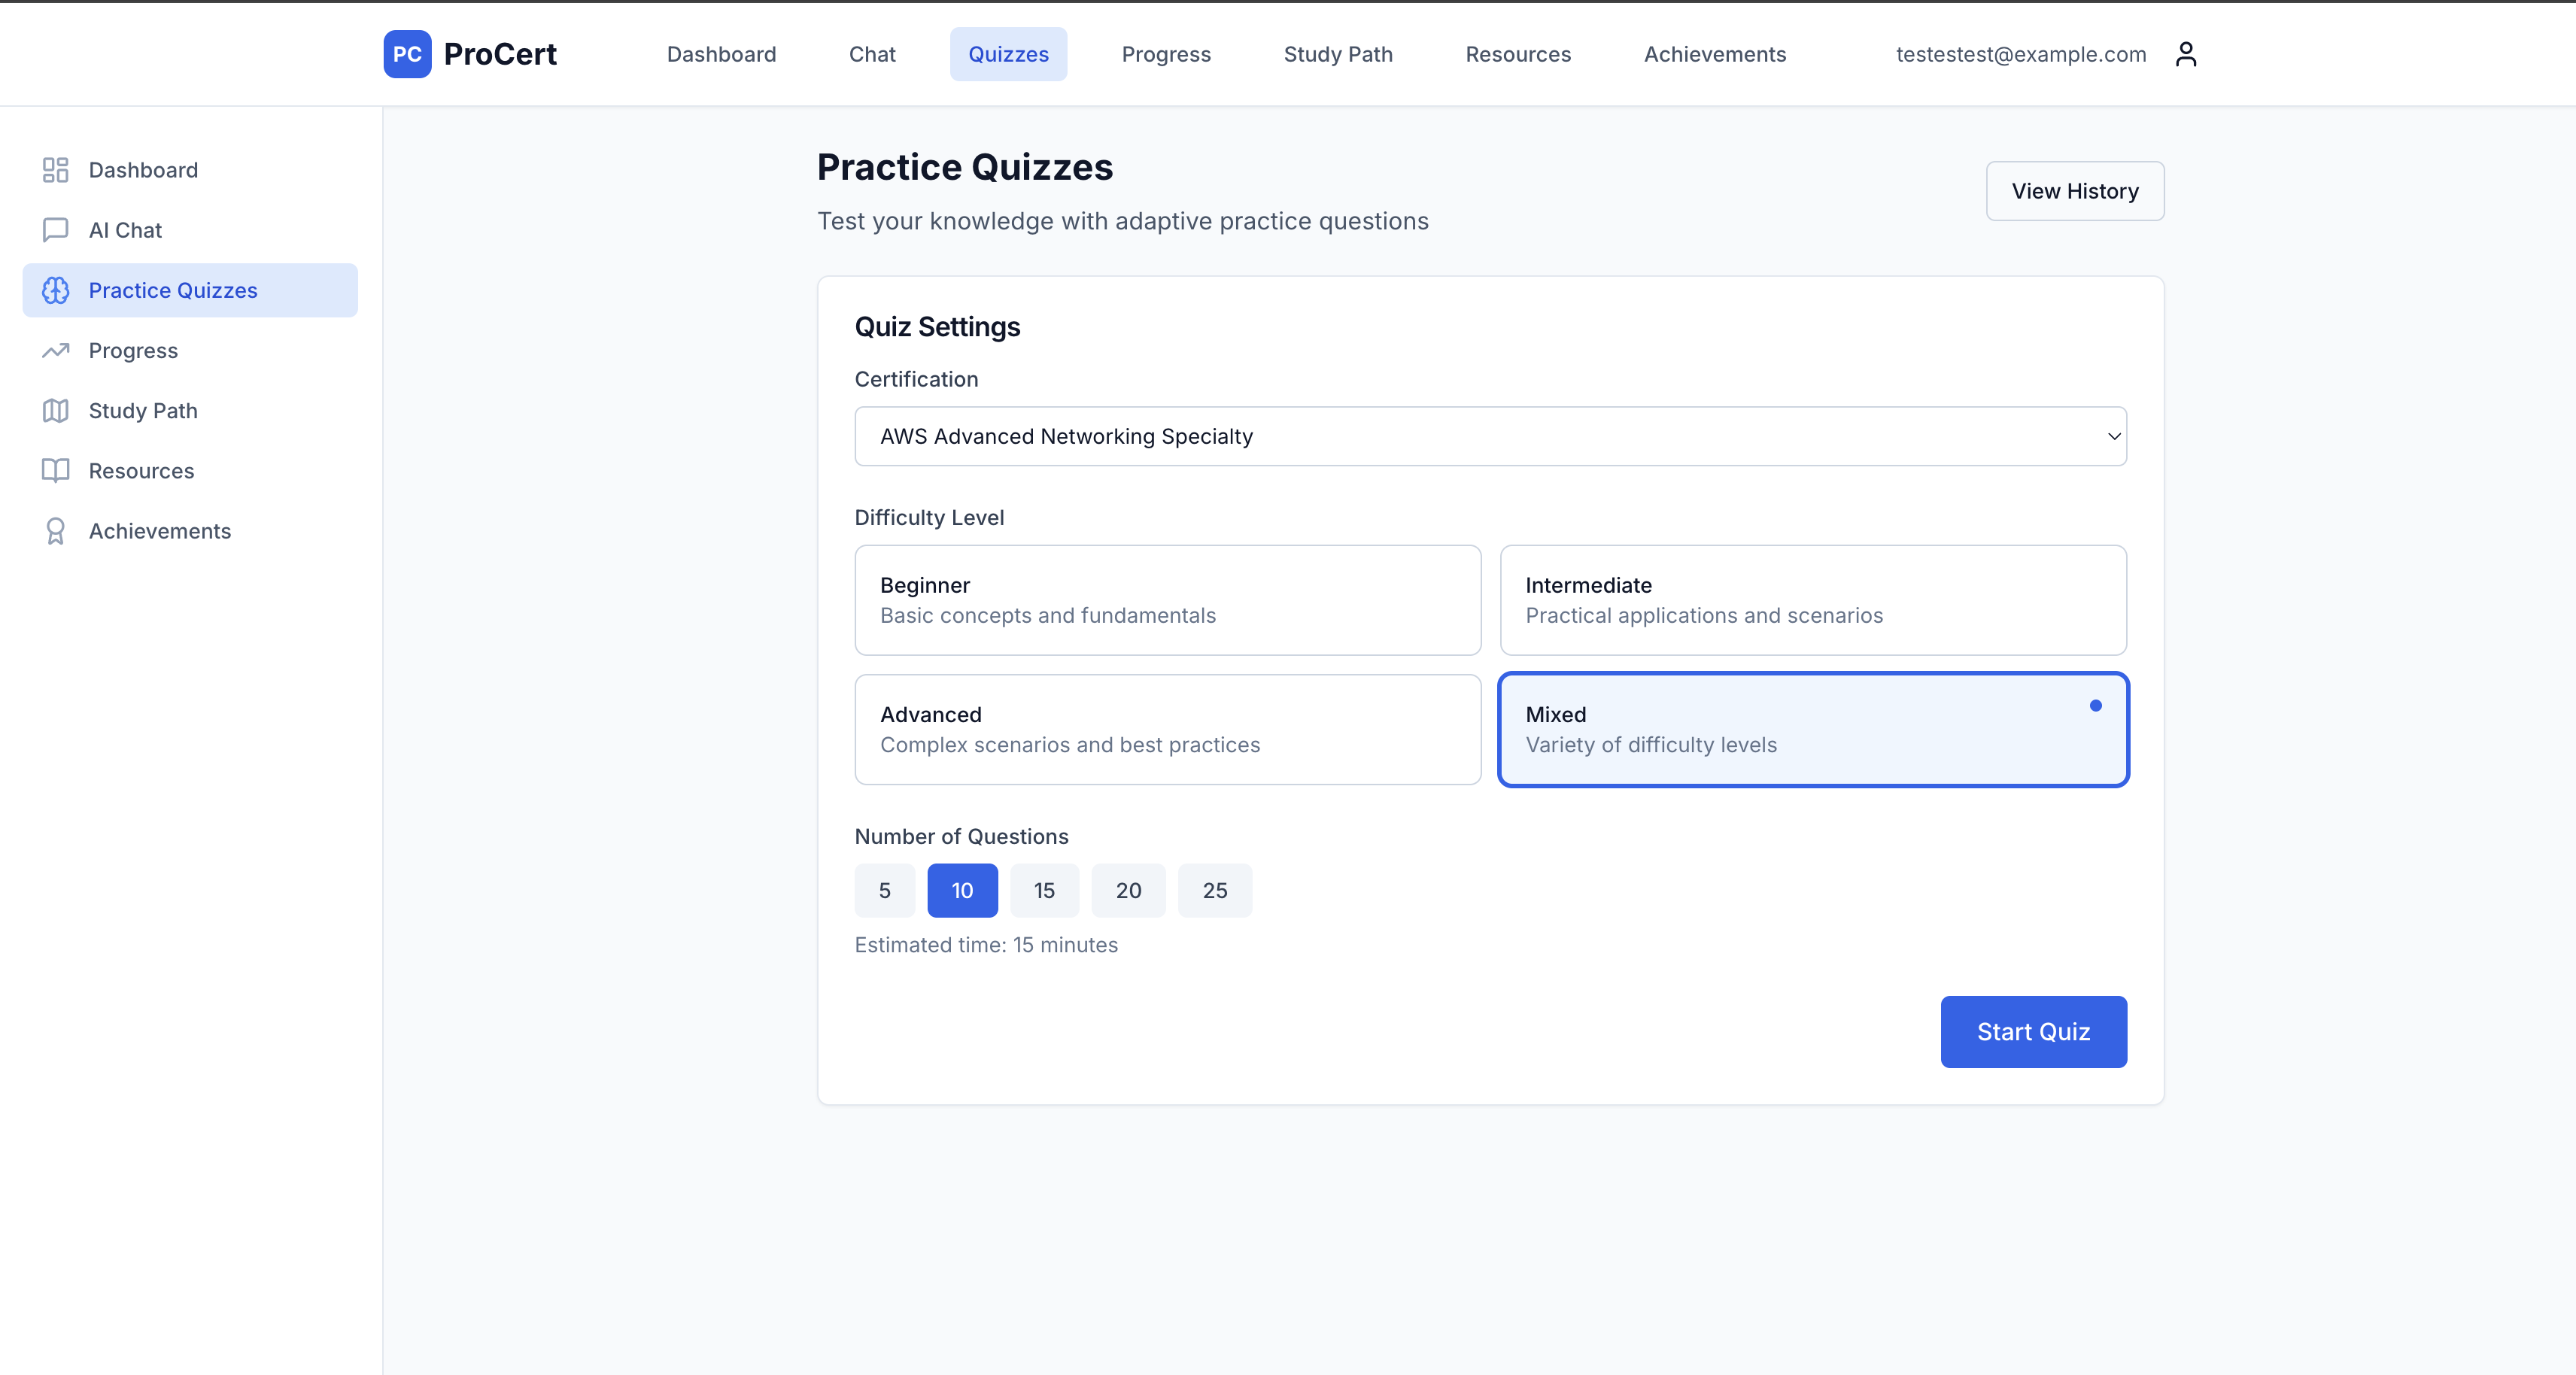 PC ProCert Dashboard Chat Quizzes Progress Study Path Resources Achievements testestest@example.com
Dashboard
AI Chat
Practice Quizzes
Progress
Study Path
Resources
Achievements
Practice Quizzes
Test your knowledge with adaptive practice questions
View History
Quiz Settings
Certification
AWS Advanced Networking Specialty
Difficulty Level
Beginner
Basic concepts and fundamentals
Intermediate
Practical applications and scenarios
Advanced
Complex scenarios and best practices
Mixed
Variety of difficulty levels
Number of Questions
5 10 15 20 25
Estimated time: 15 minutes
Start Quiz